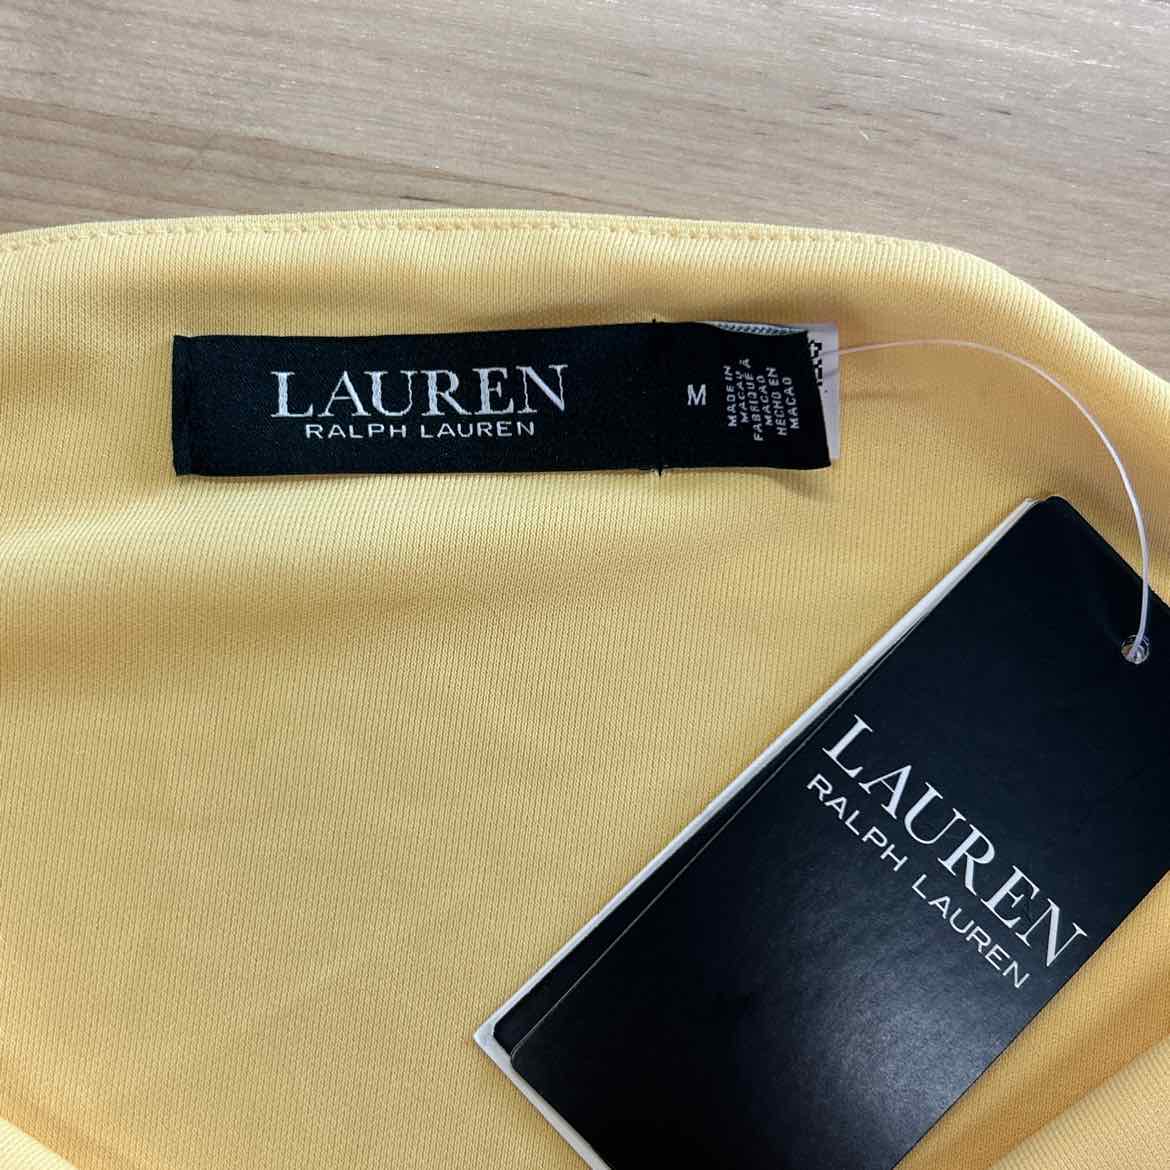 LAUREN
RALPH LAUREN
M
MADE IN
MACAU
FABRIQUÉ À
MACAO
HECHO EN
MACAO
LAUREN
RALPH LAUREN